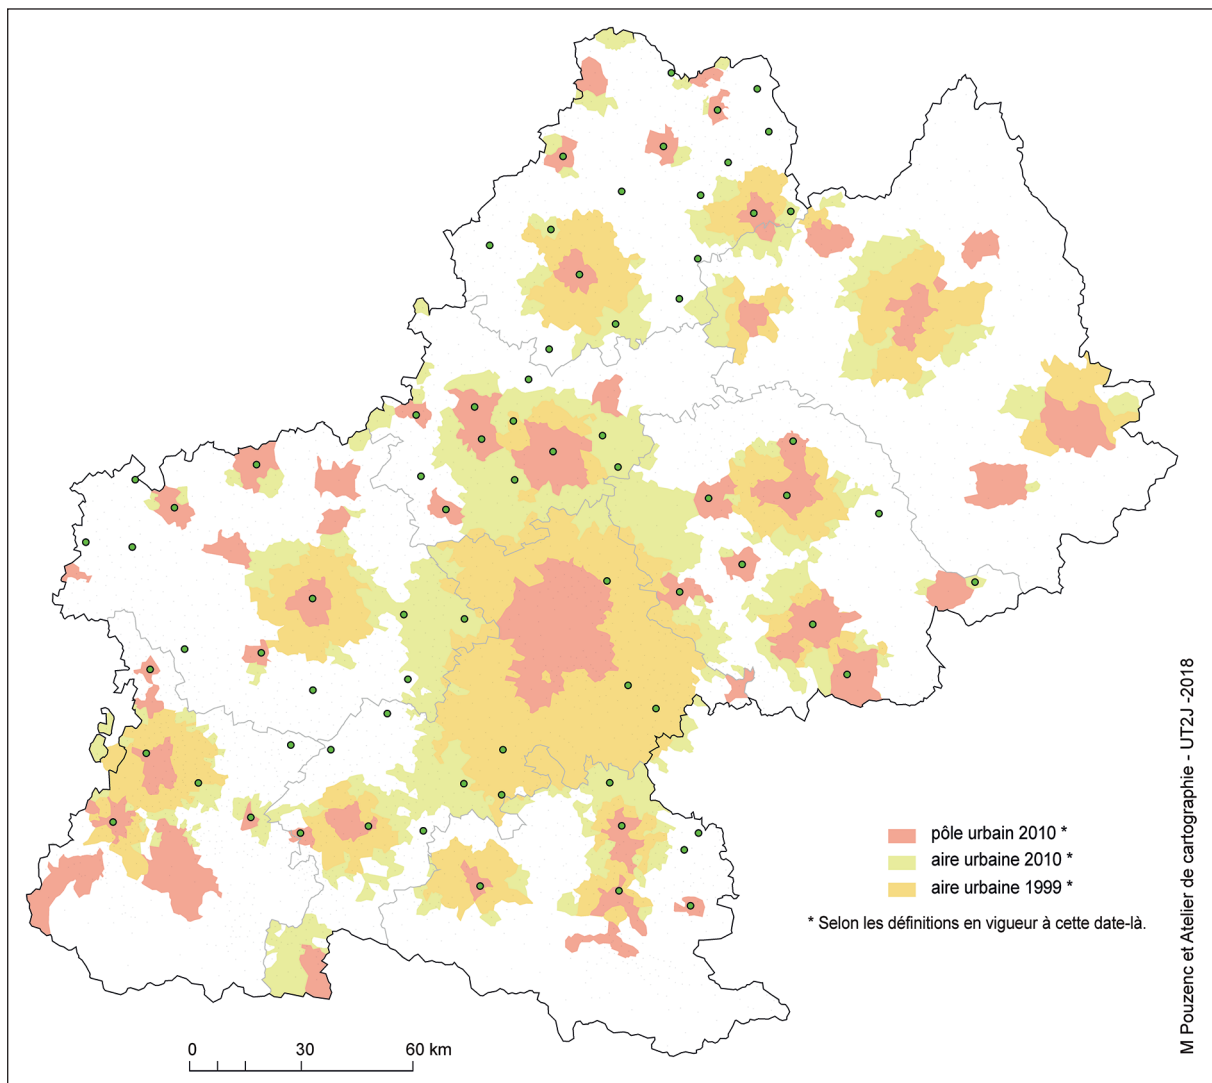 pôle urbain 2010 *
aire urbaine 2010 *
aire urbaine 1999 *
* Selon les définitions en vigueur à cette date-là.
0 30 60 km
M Pouzenc et Atelier de cartographie - UT2J -2018